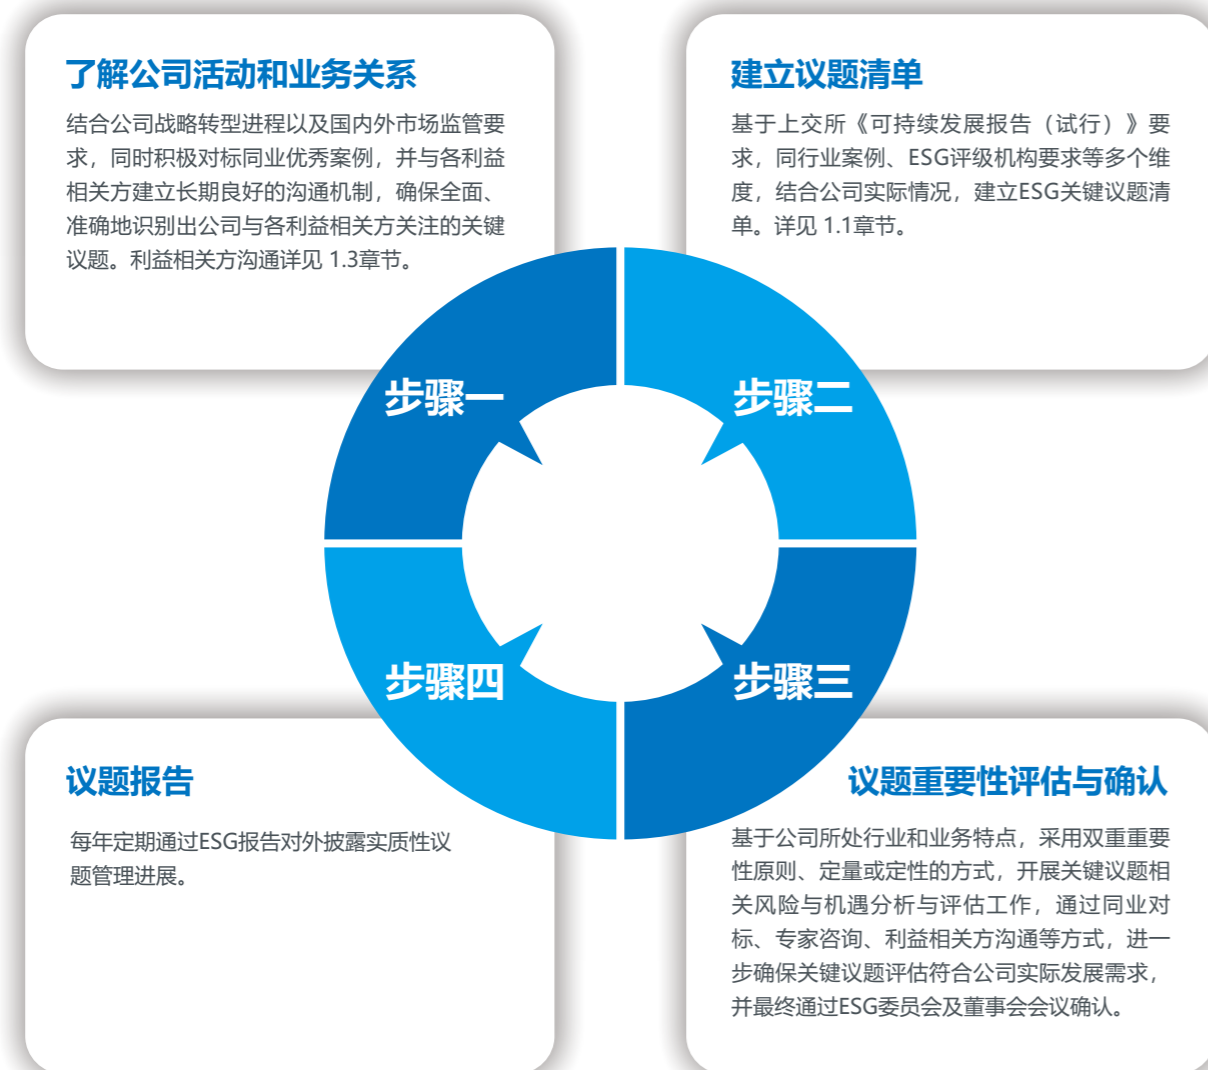 了解公司活动和业务关系
结合公司战略转型进程以及国内外市场监管要
求，同时积极对标同业优秀案例，并与各利益
相关方建立长期良好的沟通机制，确保全面、
准确地识别出公司与各利益相关方关注的关键
议题。利益相关方沟通详见 1.3章节。
建立议题清单
基于上交所《可持续发展报告（试行）》要
求，同行业案例、ESG评级机构要求等多个维
度，结合公司实际情况，建立ESG关键议题清
单。详见 1.1章节。
步骤一
步骤二
步骤四
步骤三
议题报告
每年定期通过ESG报告对外披露实质性议
题管理进展。
议题重要性评估与确认
基于公司所处行业和业务特点，采用双重重要
性原则、定量或定性的方式，开展关键议题相
关风险与机遇分析与评估工作，通过同业对
标、专家咨询、利益相关方沟通等方式，进一
步确保关键议题评估符合公司实际发展需求，
并最终通过ESG委员会及董事会会议确认。